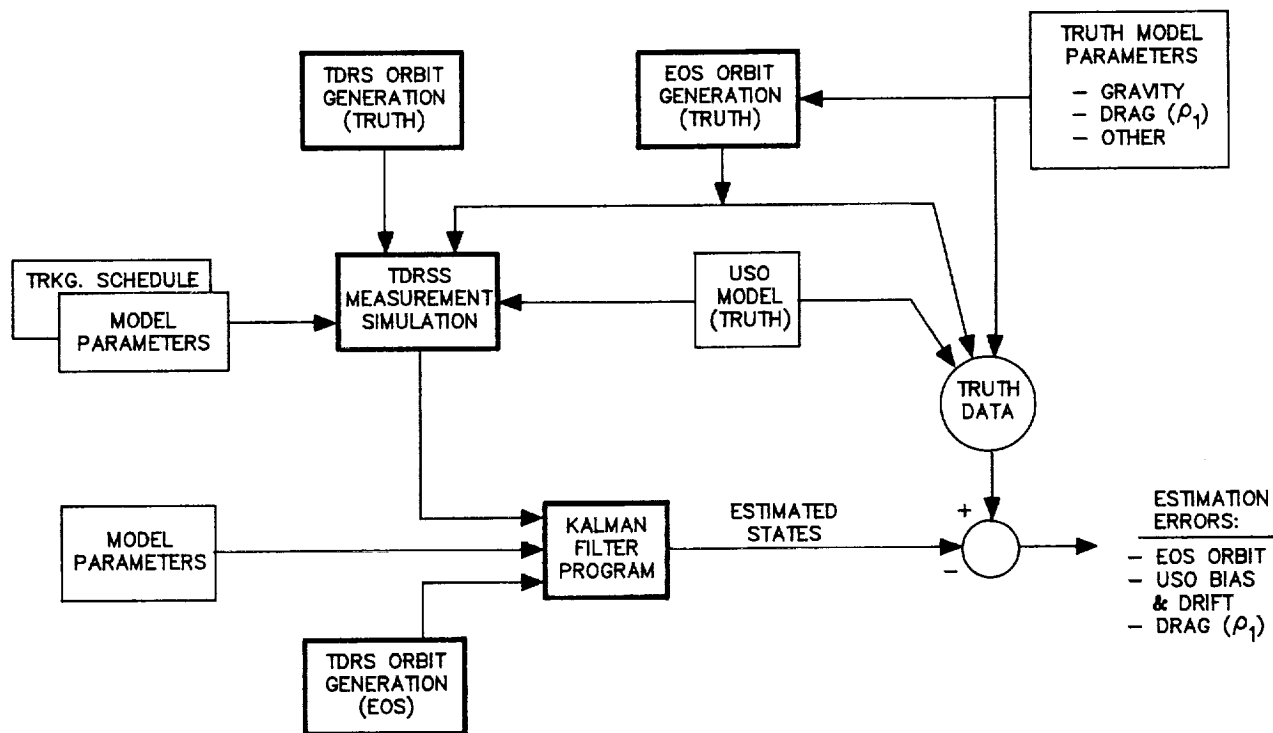 TRUTH MODEL
PARAMETERS
– GRAVITY
– DRAG (ρ1)
– OTHER
TDRS ORBIT
GENERATION
(TRUTH)
EOS ORBIT
GENERATION
(TRUTH)
TRKG. SCHEDULE
MODEL
PARAMETERS
TDRSS
MEASUREMENT
SIMULATION
USO
MODEL
(TRUTH)
TRUTH
DATA
MODEL
PARAMETERS
KALMAN
FILTER
PROGRAM
ESTIMATED
STATES
+
–
ESTIMATION
ERRORS:
– EOS ORBIT
– USO BIAS
& DRIFT
– DRAG (ρ1)
TDRS ORBIT
GENERATION
(EOS)